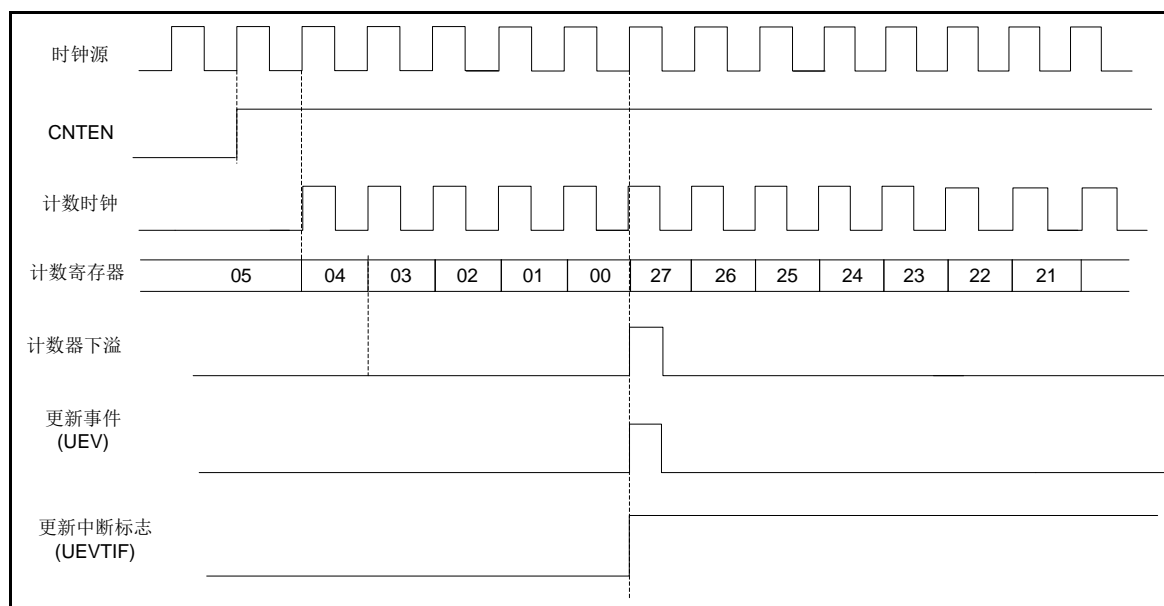 时钟源
CNTEN
计数时钟
计数寄存器 05 04 03 02 01 00 27 26 25 24 23 22 21
计数器下溢
更新事件
(UEV)
更新中断标志
(UEVTIF)